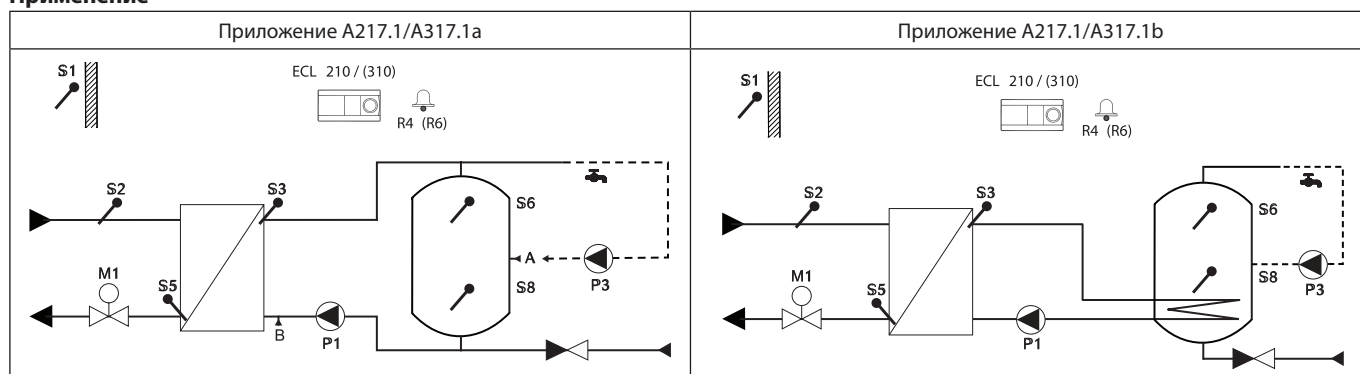 Применение
Приложение A217.1/A317.1a
Приложение A217.1/A317.1b
S1
ECL 210 / (310)
R4 (R6)
S2
S3
S6
A
P3
S8
M1
S5
B
P1
S1
ECL 210 / (310)
R4 (R6)
S2
S3
S6
S8
P3
M1
S5
P1